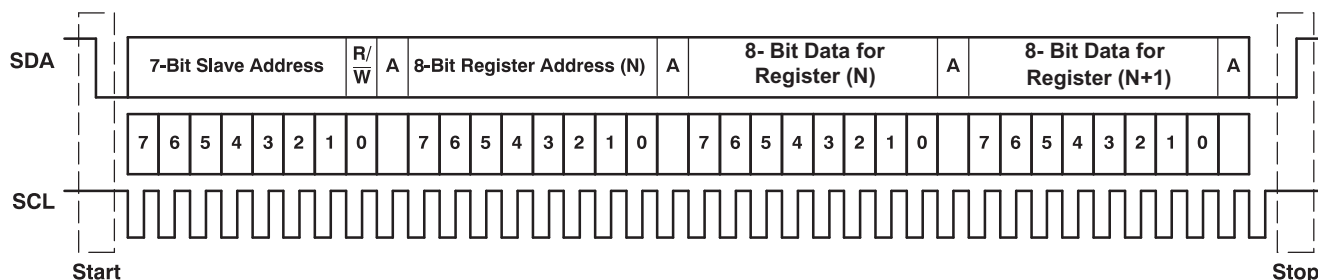 SDA
7-Bit Slave Address
R/
W
A
8-Bit Register Address (N)
A
8- Bit Data for
Register (N)
A
8- Bit Data for
Register (N+1)
A
7 6 5 4 3 2 1 0 7 6 5 4 3 2 1 0 7 6 5 4 3 2 1 0 7 6 5 4 3 2 1 0
SCL
Start
Stop